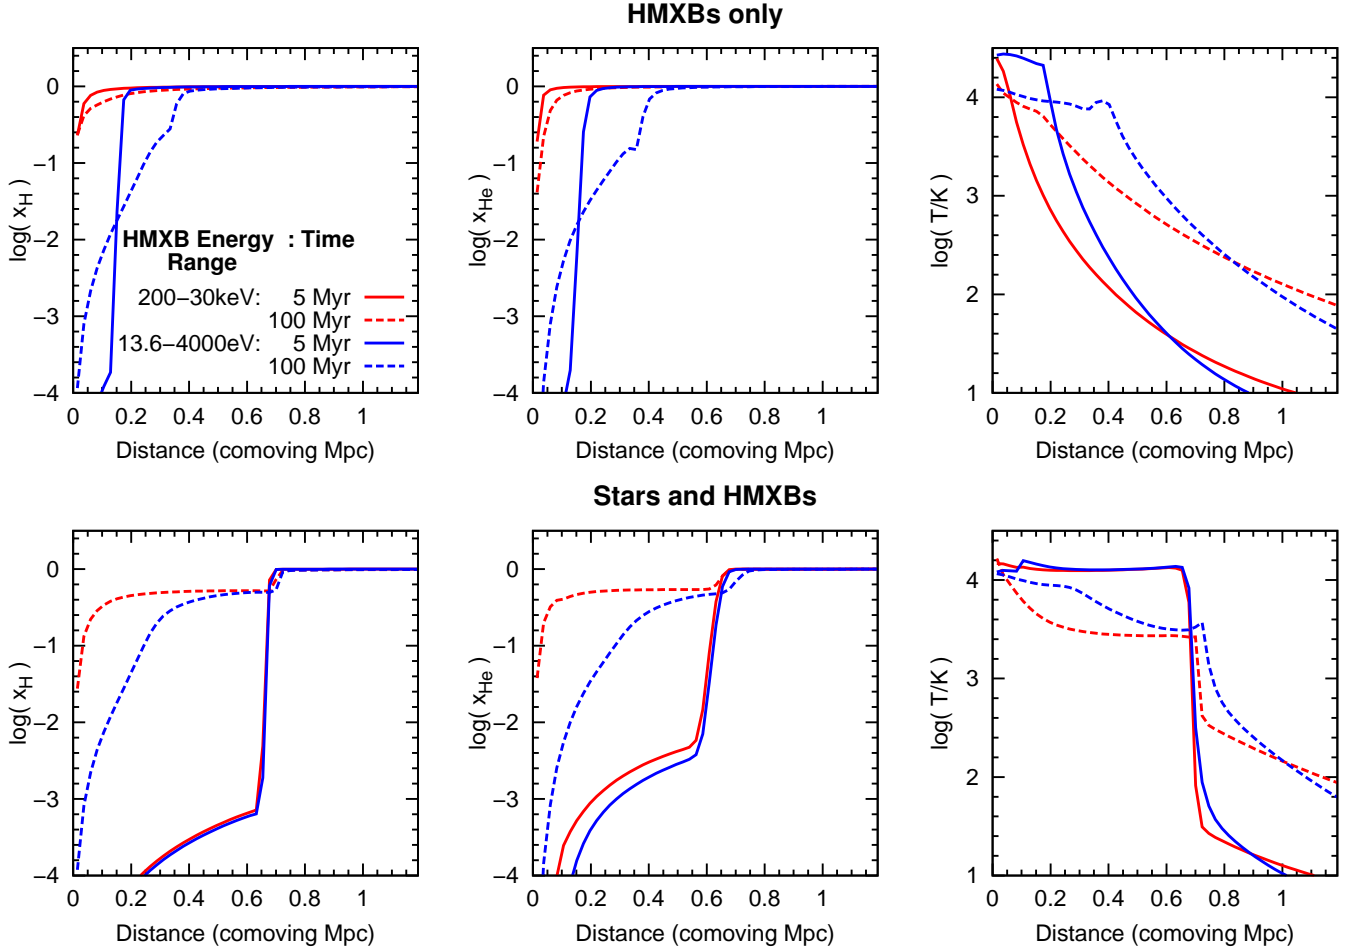 HMXBs only
0
−1
−2
−3
−4
log( xH )
0 0.2 0.4 0.6 0.8 1
Distance (comoving Mpc)
HMXB Energy : Time
Range
200−30keV: 5 Myr
100 Myr
13.6−4000eV: 5 Myr
100 Myr
0
−1
−2
−3
−4
log( xHe )
0 0.2 0.4 0.6 0.8 1
Distance (comoving Mpc)
4
3
2
1
log( T/K )
0 0.2 0.4 0.6 0.8 1
Distance (comoving Mpc)
Stars and HMXBs
0
−1
−2
−3
−4
log( xH )
0 0.2 0.4 0.6 0.8 1
Distance (comoving Mpc)
0
−1
−2
−3
−4
log( xHe )
0 0.2 0.4 0.6 0.8 1
Distance (comoving Mpc)
4
3
2
1
log( T/K )
0 0.2 0.4 0.6 0.8 1
Distance (comoving Mpc)